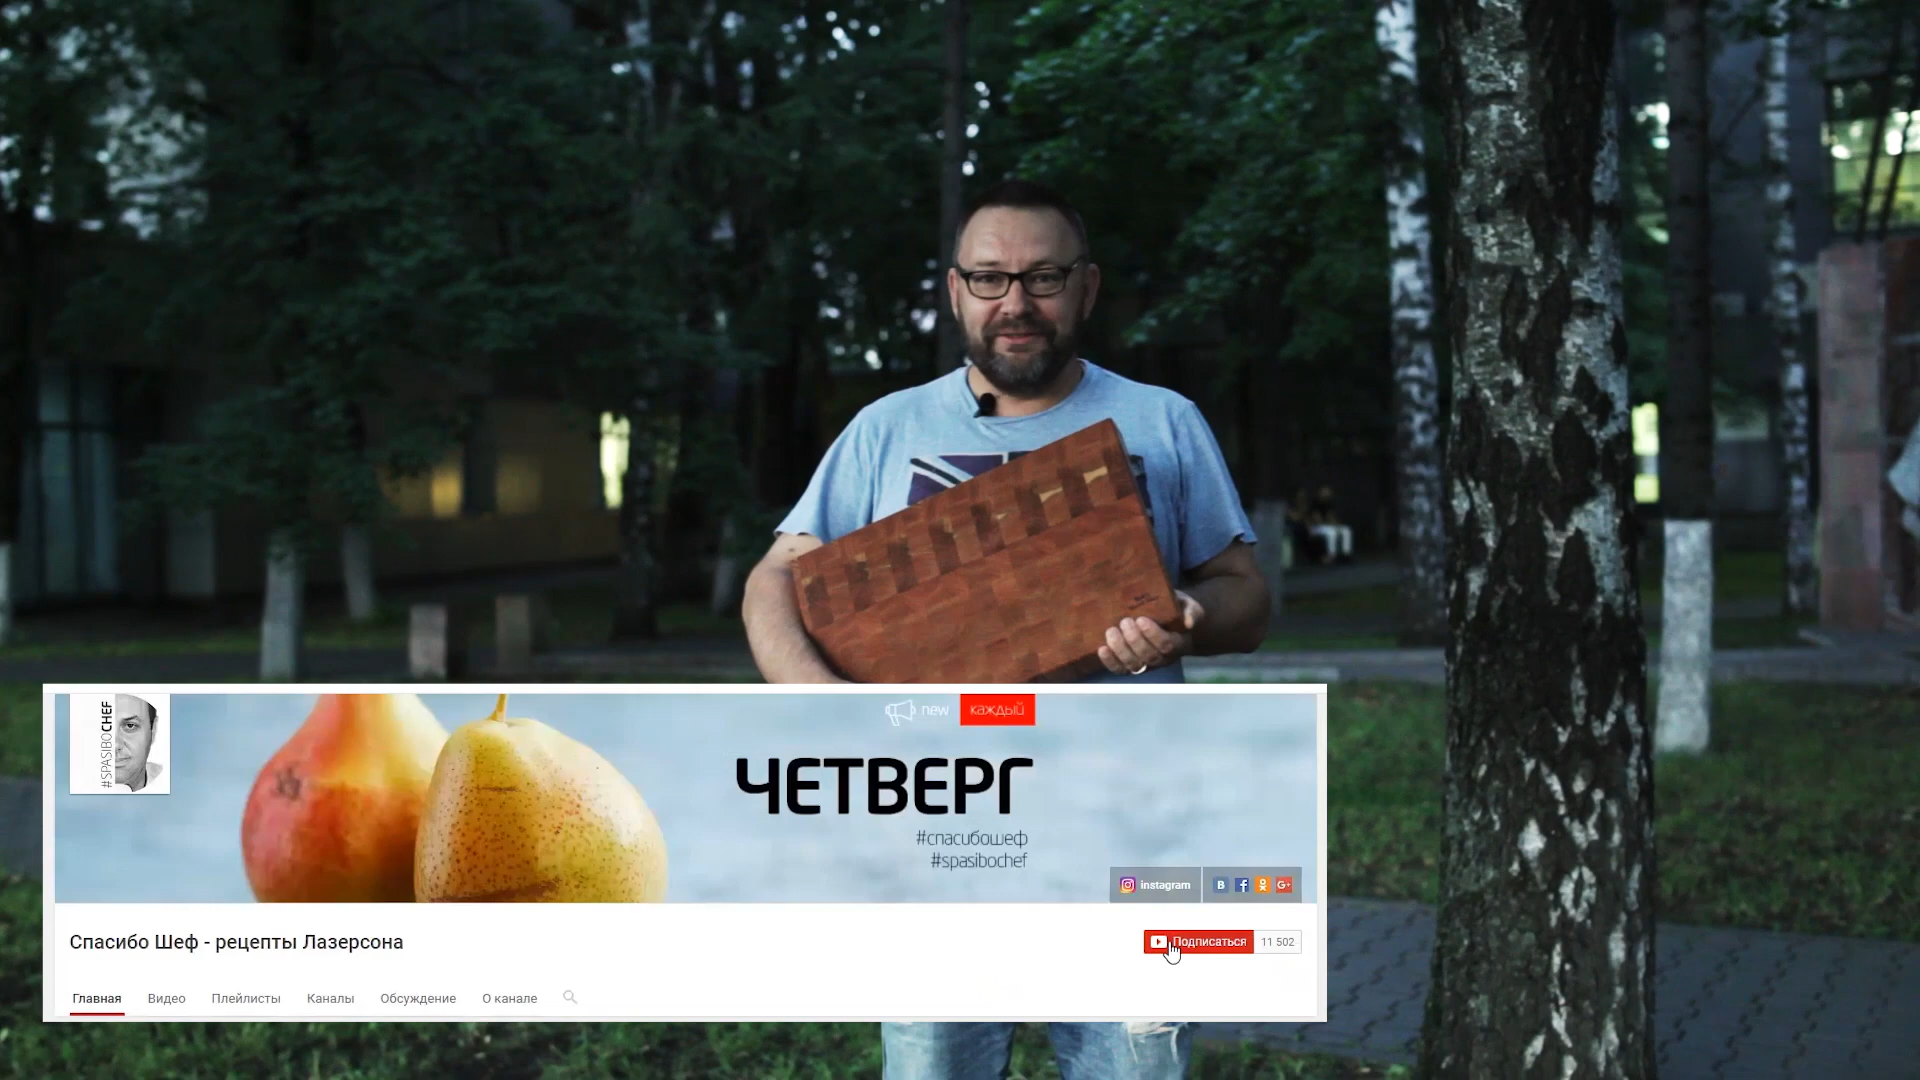 #SPASIBOCHEF
new каждый
ЧЕТВЕРГ
#спасибошеф
#spasibochef
instagram
Спасибо Шеф - рецепты Лазерсона
Подписаться 11 502
Главная Видео Плейлисты Каналы Обсуждение О канале